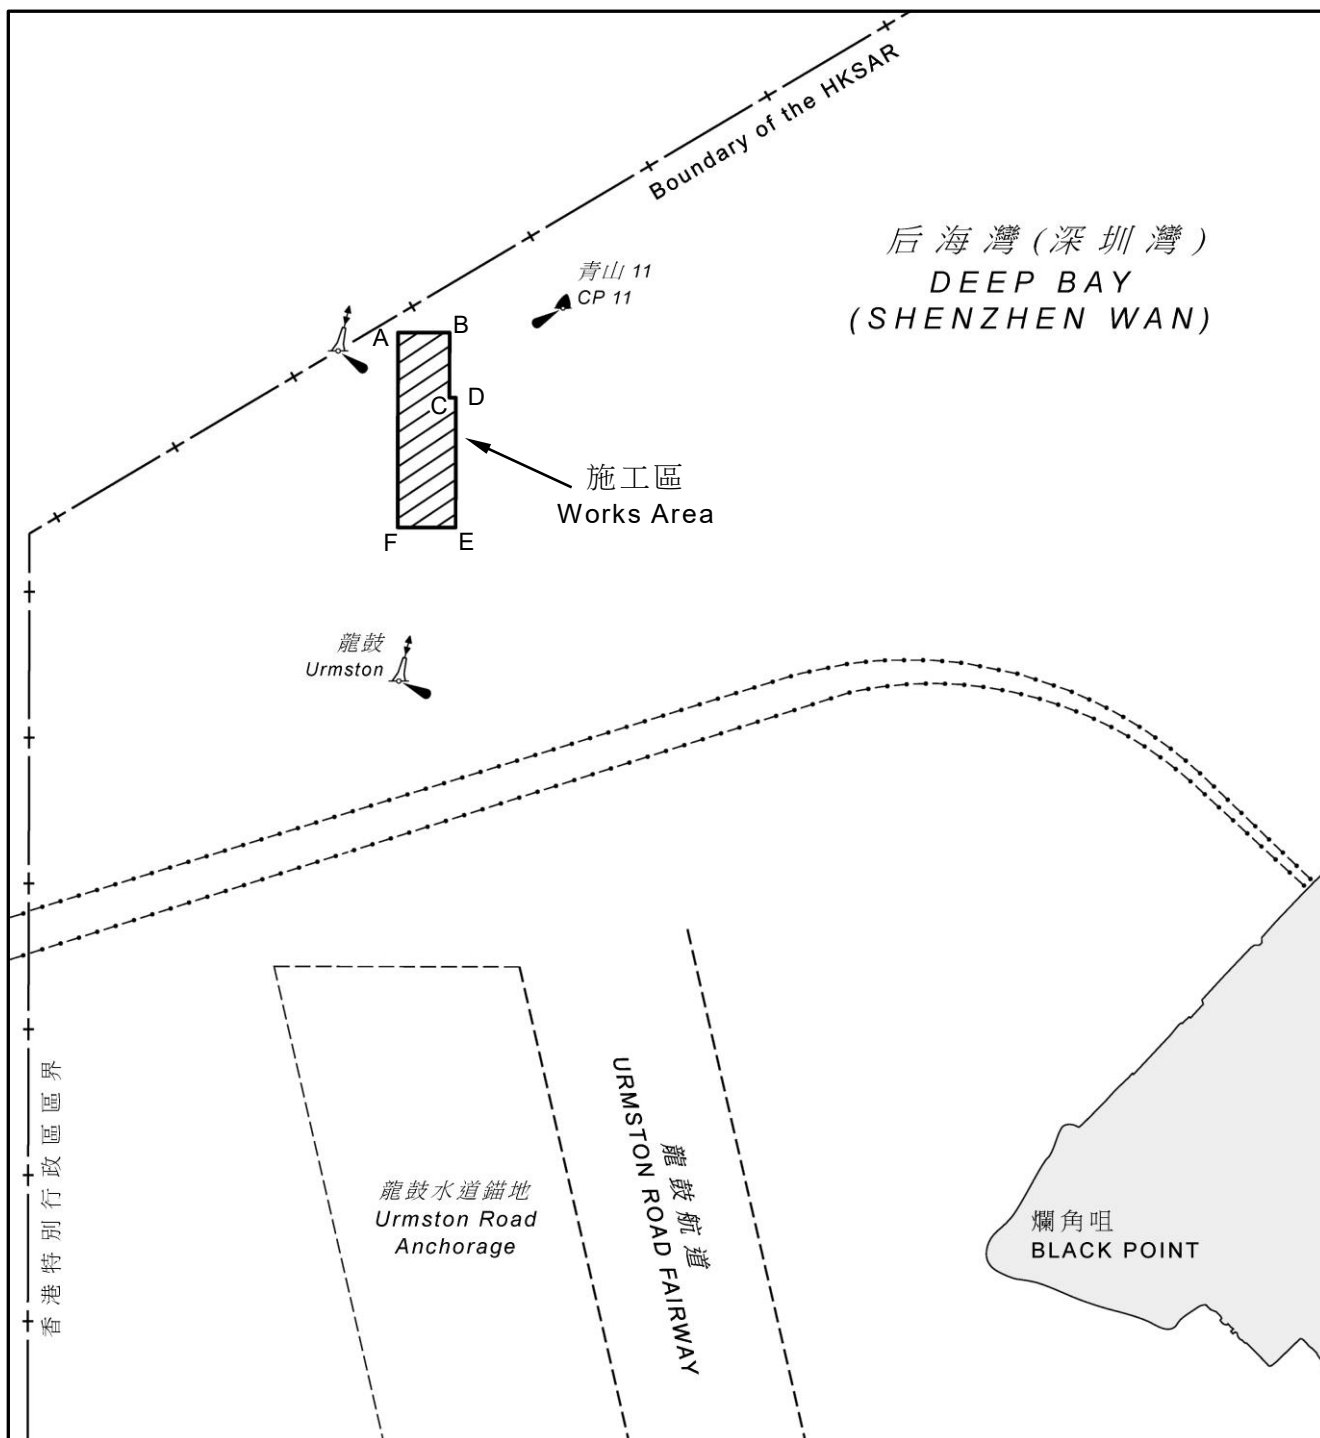 Boundary of the HKSAR
后海灣(深圳灣)
DEEP BAY
(SHENZHEN WAN)
青山 11
CP 11
A
B
C
D
施工區
Works Area
F
E
龍鼓
Urmston
香港特別行政區區界
龍鼓水道錨地
Urmston Road
Anchorage
龍鼓航道
URMSTON ROAD FAIRWAY
爛角咀
BLACK POINT